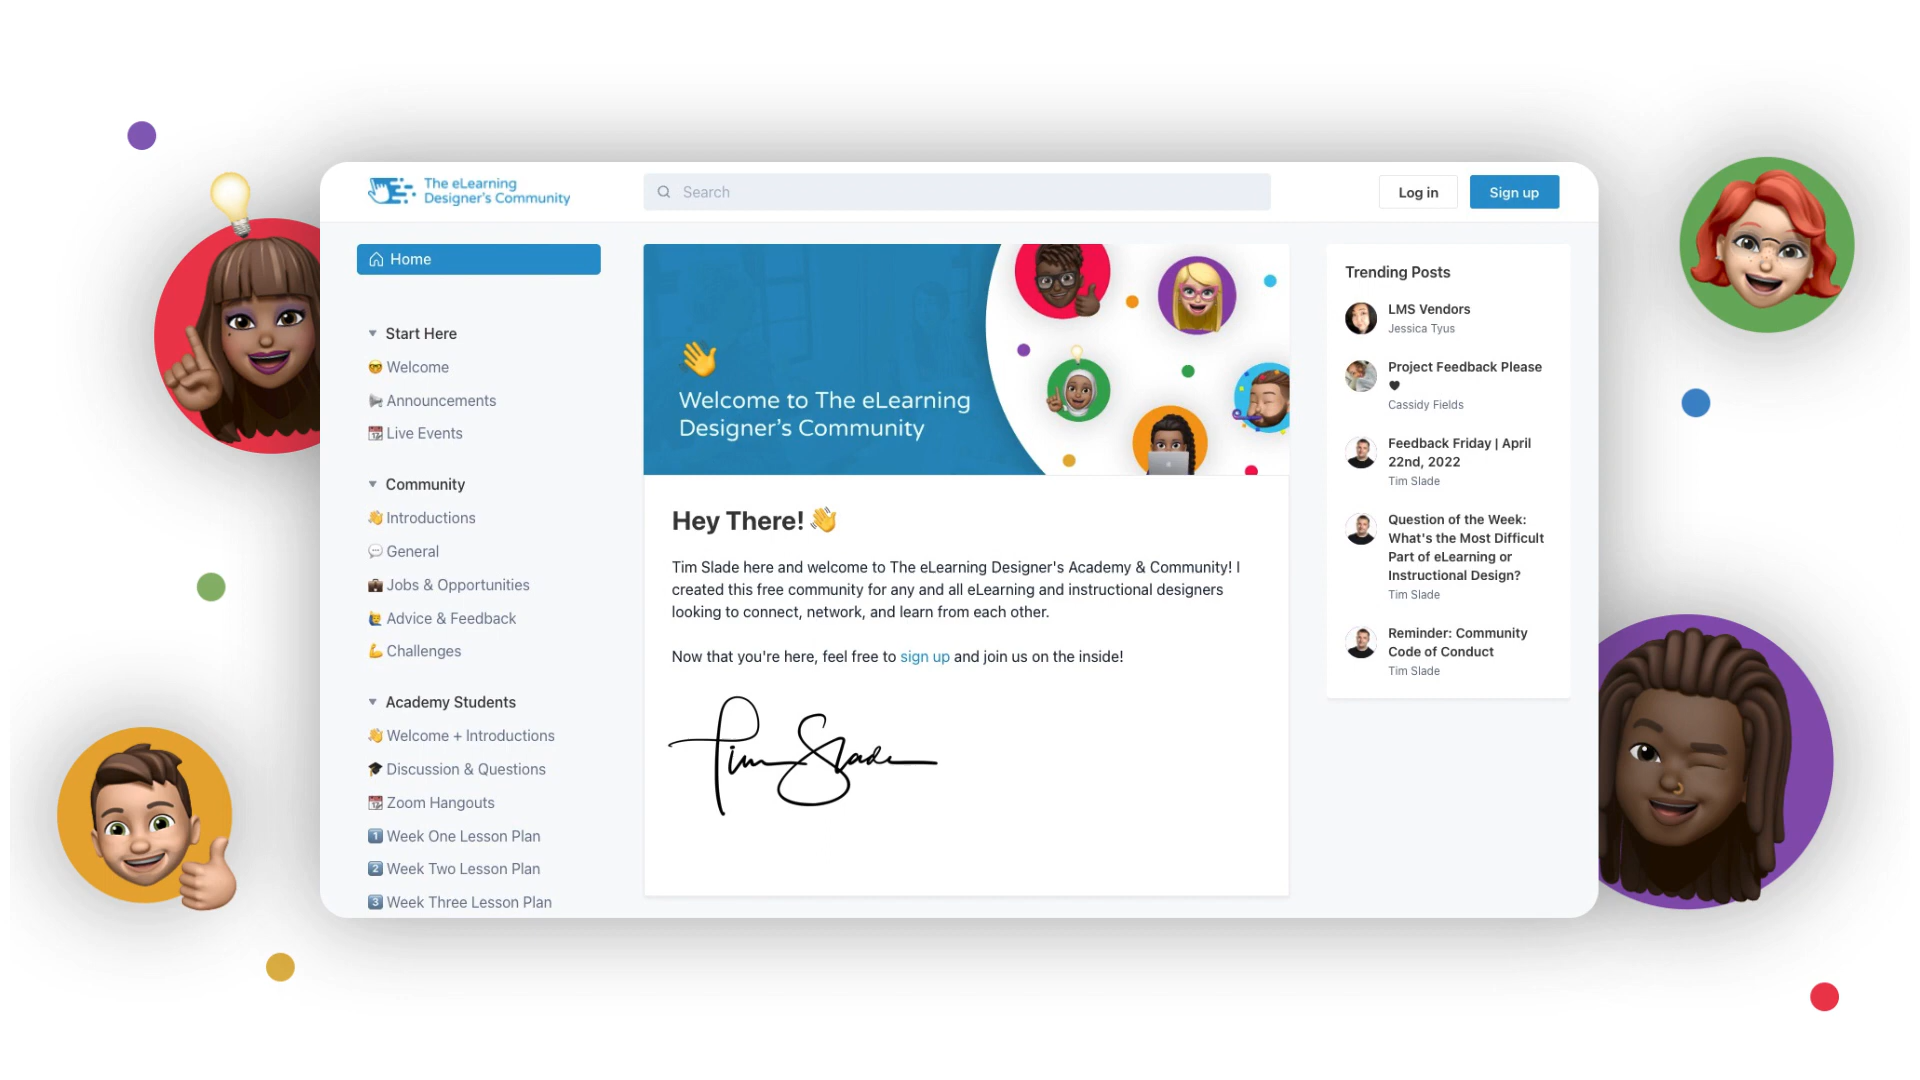 The eLearning
Designer's Community
Search
Log in
Sign up
Home
Start Here
Welcome
Announcements
Live Events
Community
Introductions
General
Jobs & Opportunities
Advice & Feedback
Challenges
Academy Students
Welcome + Introductions
Discussion & Questions
Zoom Hangouts
1 Week One Lesson Plan
2 Week Two Lesson Plan
3 Week Three Lesson Plan
Welcome to The eLearning
Designer's Community
Hey There! 👋
Tim Slade here and welcome to The eLearning Designer's Academy & Community! I
created this free community for any and all eLearning and instructional designers
looking to connect, network, and learn from each other.
Now that you're here, feel free to sign up and join us on the inside!
Tim Slade
Trending Posts
LMS Vendors
Jessica Tyus
Project Feedback Please
🖤
Cassidy Fields
Feedback Friday | April
22nd, 2022
Tim Slade
Question of the Week:
What's the Most Difficult
Part of eLearning or
Instructional Design?
Tim Slade
Reminder: Community
Code of Conduct
Tim Slade